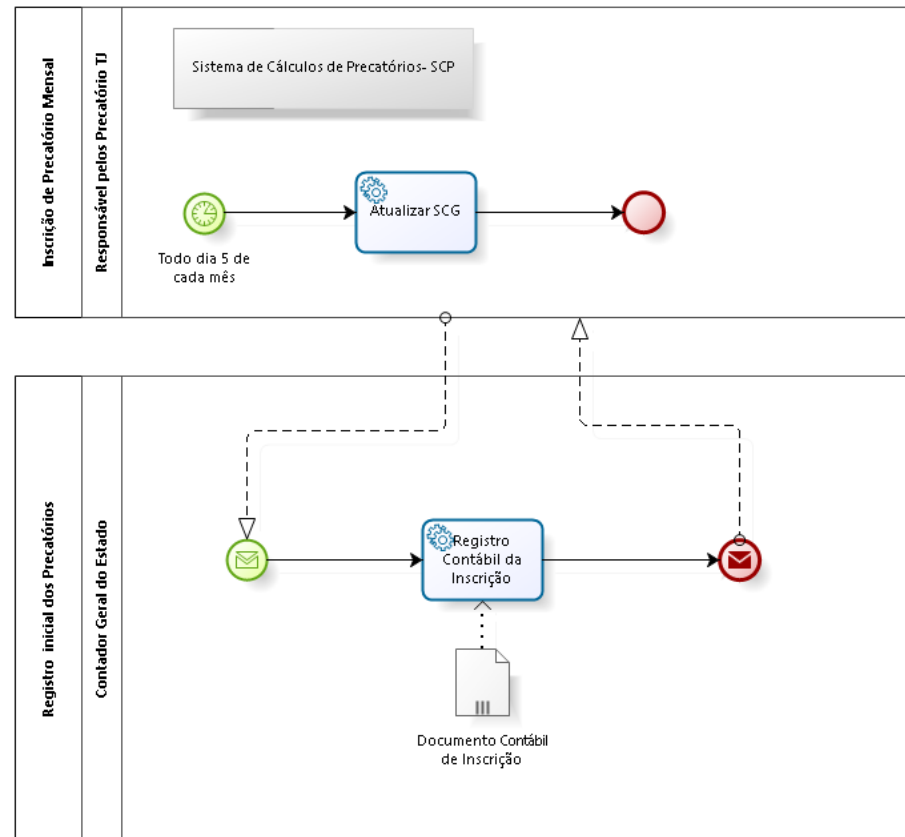 Inscrição de Precatório Mensal
Responsável pelos Precatório TJ
Sistema de Cálculos de Precatórios- SCP
Atualizar SCG
Todo dia 5 de
cada mês
Registro inicial dos Precatórios
Contador Geral do Estado
Registro
Contábil da
Inscrição
Documento Contábil
de Inscrição